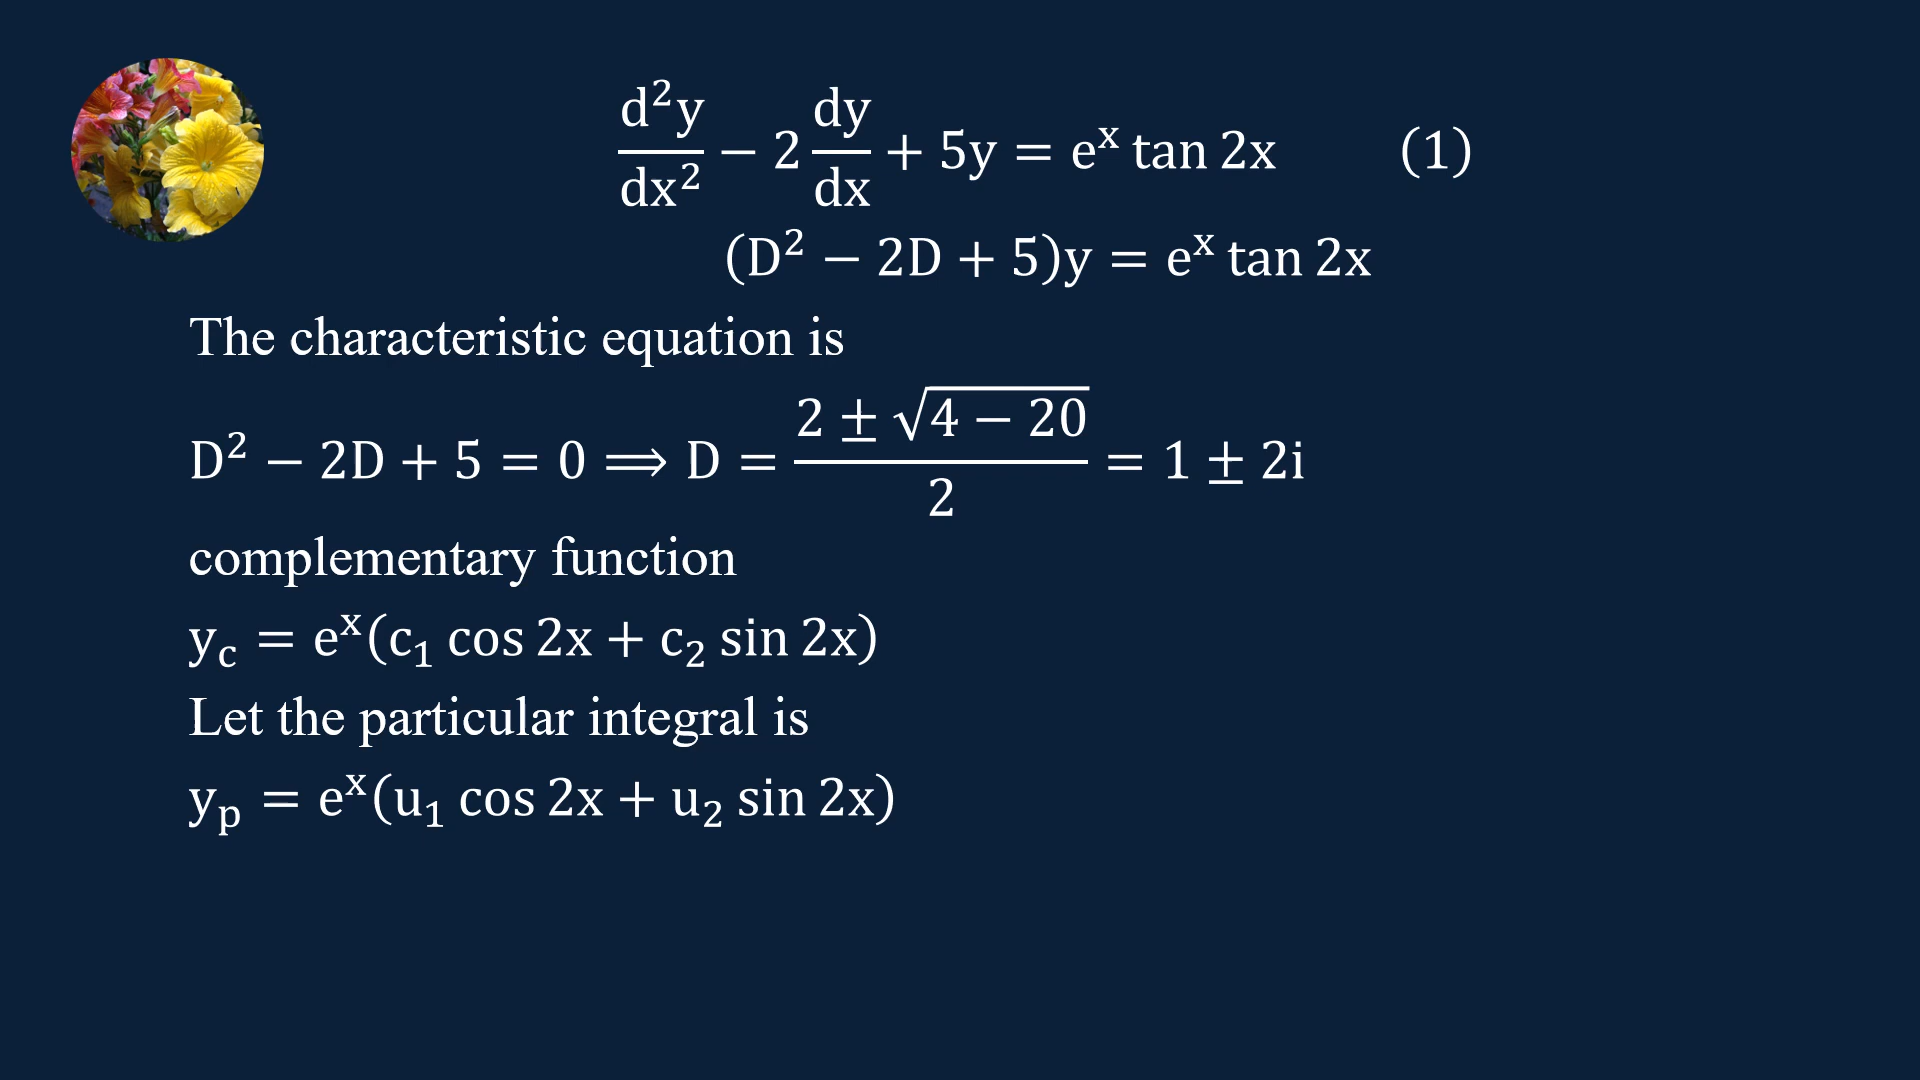 d²y/dx² − 2 dy/dx + 5y = eˣ tan 2x (1)
(D² − 2D + 5)y = eˣ tan 2x
The characteristic equation is
D² − 2D + 5 = 0 ⟹ D = (2 ± √(4 − 20))/2 = 1 ± 2i
complementary function
y_c = eˣ(c₁ cos 2x + c₂ sin 2x)
Let the particular integral is
y_p = eˣ(u₁ cos 2x + u₂ sin 2x)